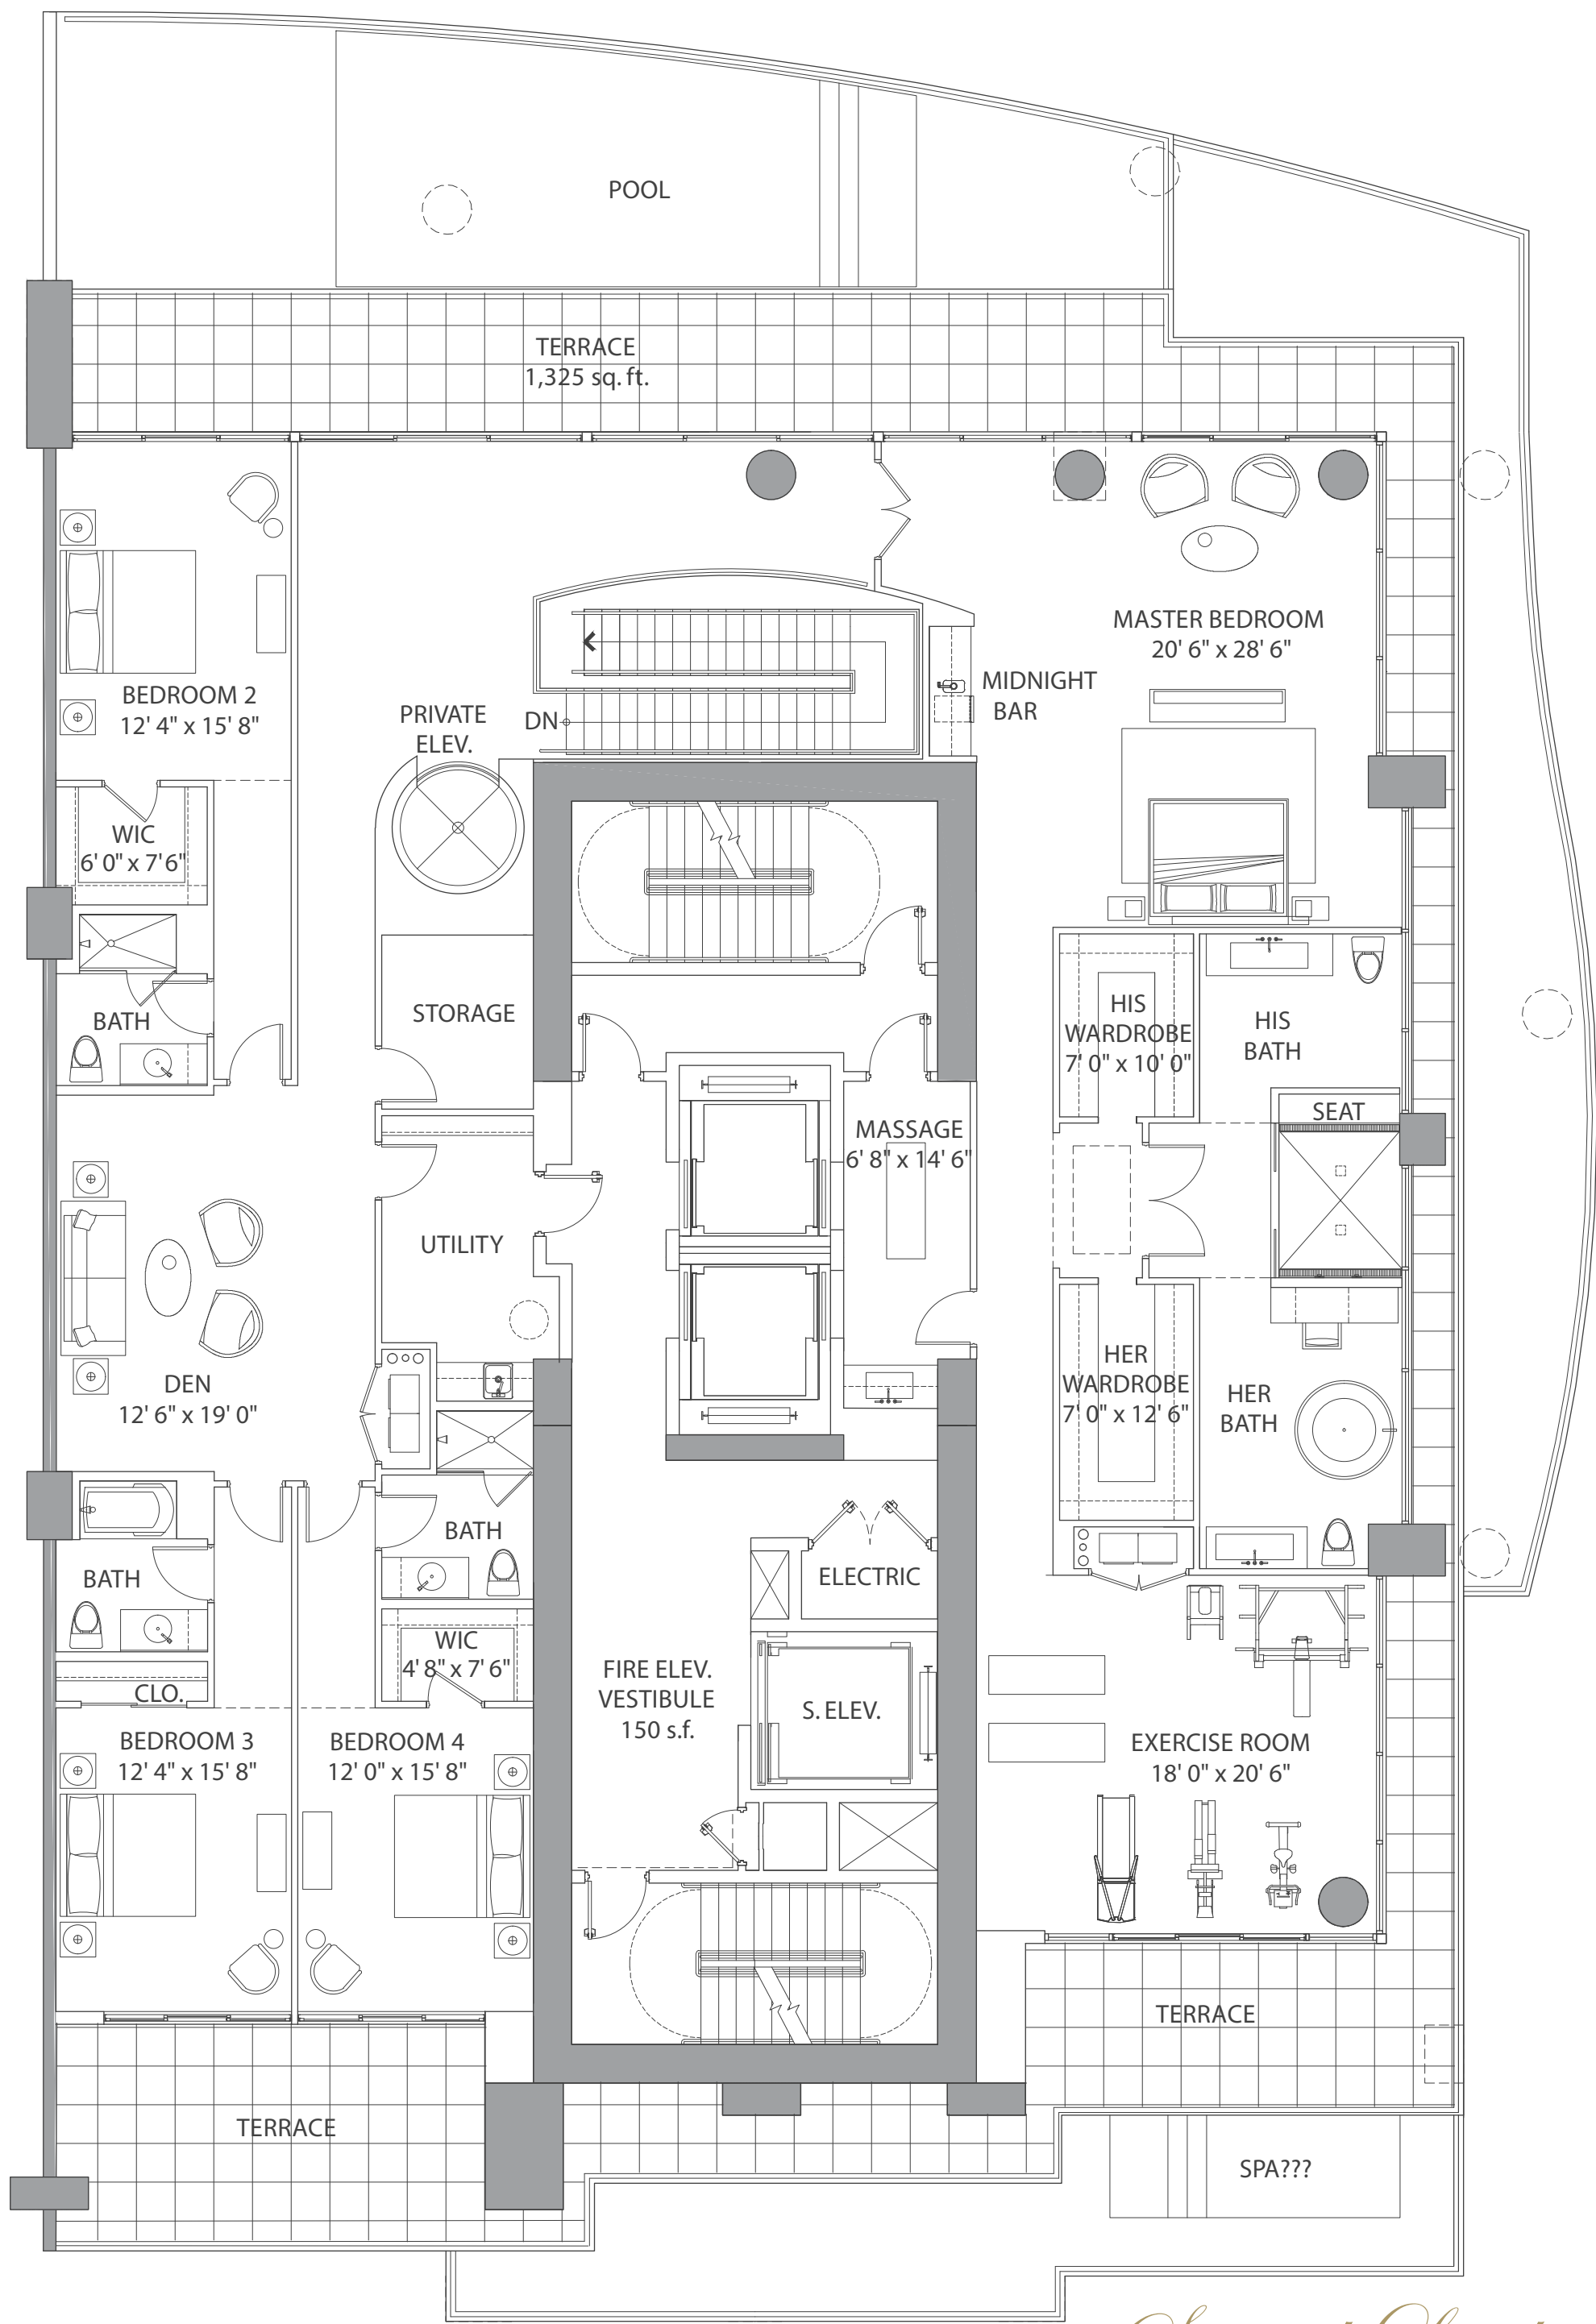 POOL
TERRACE
1,325 sq. ft.
MASTER BEDROOM
20' 6" x 28' 6"
BEDROOM 2
12' 4" x 15' 8"
PRIVATE
ELEV.
DN
MIDNIGHT
BAR
WIC
6' 0" x 7' 6"
BATH
STORAGE
HIS
WARDROBE
7' 0" x 10' 0"
HIS
BATH
SEAT
MASSAGE
6' 8" x 14' 6"
UTILITY
DEN
12' 6" x 19' 0"
HER
WARDROBE
7' 0" x 12' 6"
HER
BATH
BATH
BATH
ELECTRIC
WIC
4' 8" x 7' 6"
CLO.
FIRE ELEV.
VESTIBULE
150 s.f.
S. ELEV.
BEDROOM 3
12' 4" x 15' 8"
BEDROOM 4
12' 0" x 15' 8"
EXERCISE ROOM
18' 0" x 20' 6"
TERRACE
TERRACE
SPA???